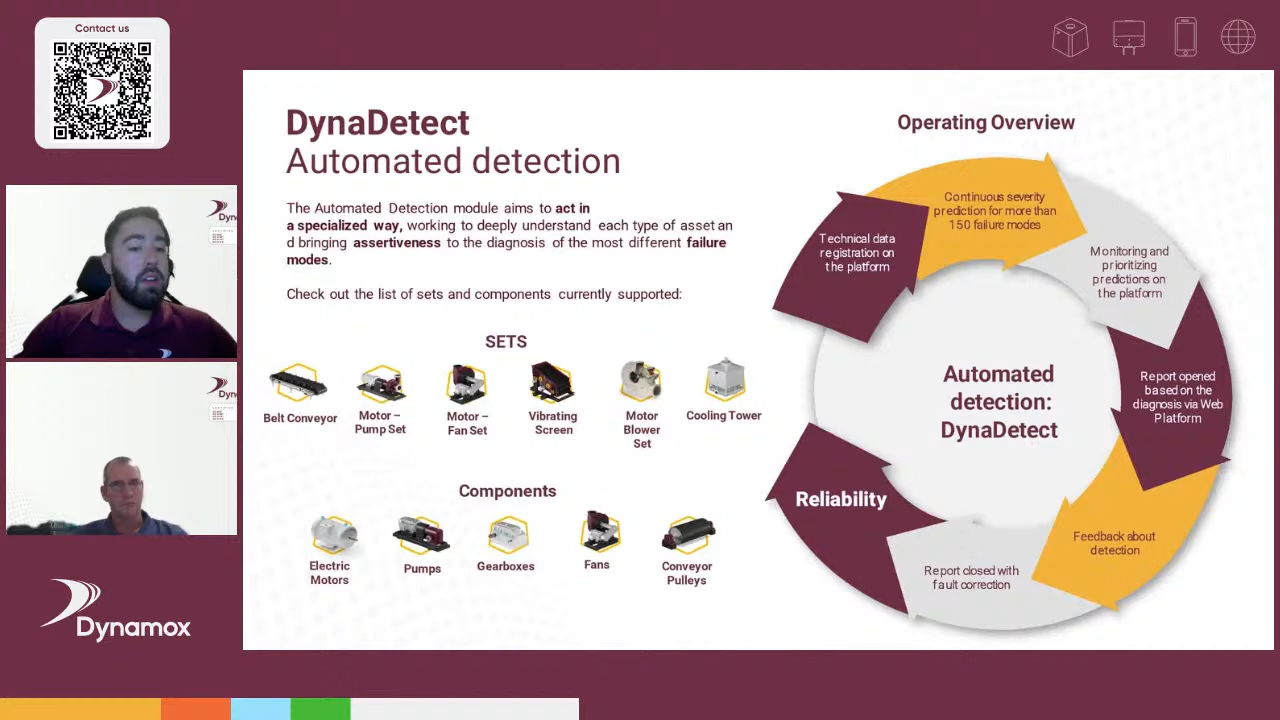 Contact us
DynaDetect
Automated detection
The Automated Detection module aims to act in
a specialized way, working to deeply understand each type of asset an
d bringing assertiveness to the diagnosis of the most different failure
modes.
Check out the list of sets and components currently supported:
SETS
Belt Conveyor
Motor –
Pump Set
Motor –
Fan Set
Vibrating
Screen
Motor
Blower
Set
Cooling Tower
Components
Electric
Motors
Pumps
Gearboxes
Fans
Conveyor
Pulleys
Operating Overview
Technical data
registration on
the platform
Continuous severity
prediction for more than
150 failure modes
Monitoring and
prioritizing
predictions on
the platform
Report opened
based on the
diagnosis via Web
Platform
Feedback about
detection
Report closed with
fault correction
Reliability
Automated
detection:
DynaDetect
Dyn
Dyn
Dynamox